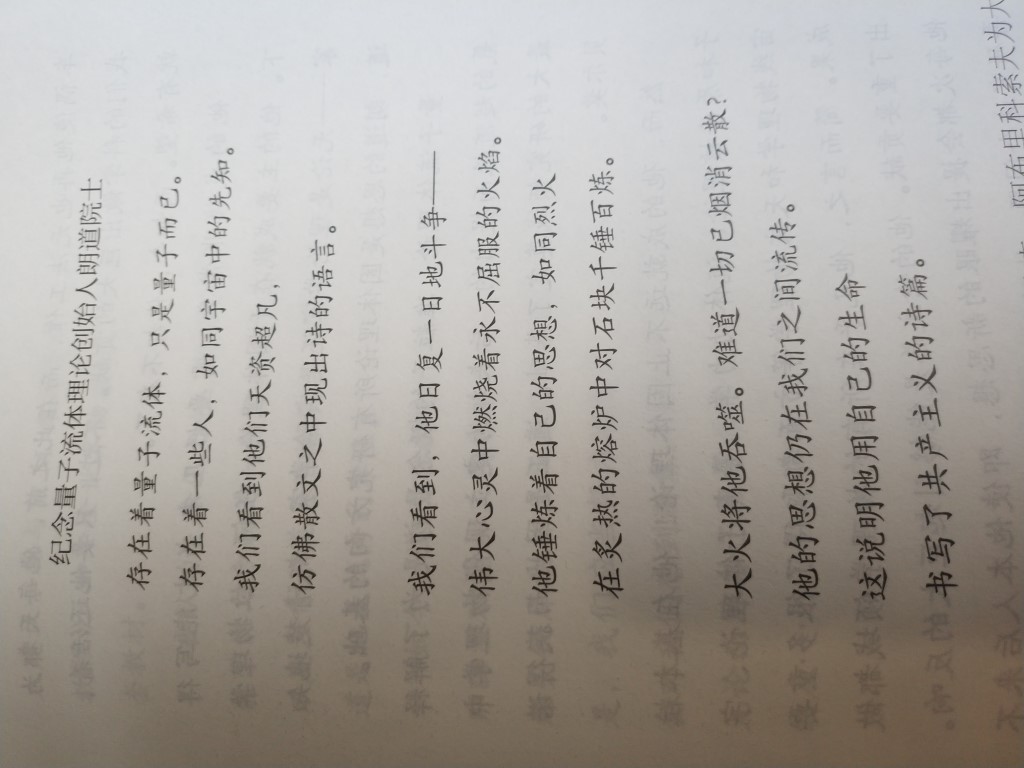 纪念量子流体理论创始人朗道院士
存在着量子流体，只是量子而已。
存在着一些人，如同宇宙中的先知。
我们看到他们天资超凡，
仿佛散文之中现出诗的语言。
我们看到，他日复一日地斗争——
伟大心灵中燃烧着永不屈服的火焰。
他锤炼着自己的思想，如同烈火
在炙热的熔炉中对石块千锤百炼。
大火将他吞噬。难道一切已烟消云散？
他的思想仍在我们之间流传。
这说明他用自己的生命
书写了共产主义的诗篇。
阿布里科索夫为大